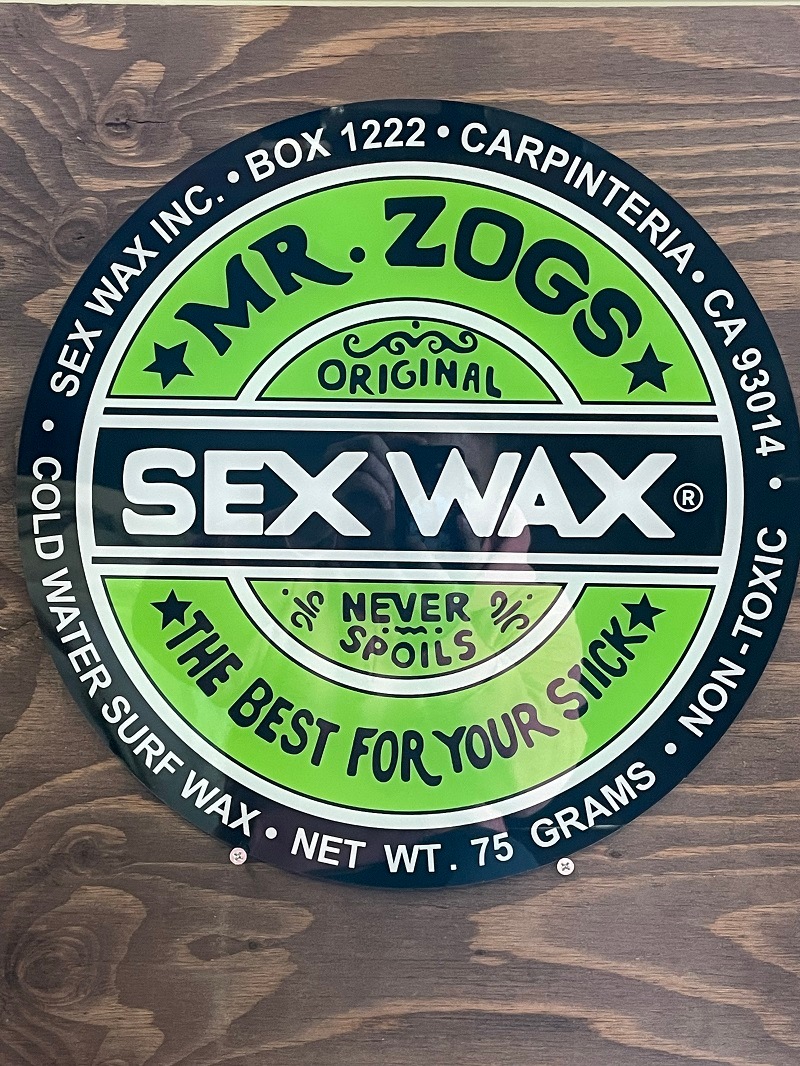 SEX WAX INC. • BOX 1222 • CARPINTERIA • CA 93014 •
MR. ZOGS
ORIGINAL
SEX WAX®
NEVER
SPOILS
THE BEST FOR YOUR STICK
• COLD WATER SURF WAX • NET WT. 75 GRAMS • NON-TOXIC